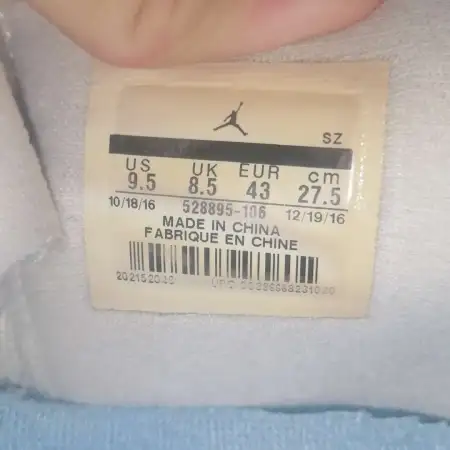 SZ
US UK EUR cm
9.5 8.5 43 27.5
10/18/16 528895-106 12/19/16
MADE IN CHINA
FABRIQUE EN CHINE
UPC